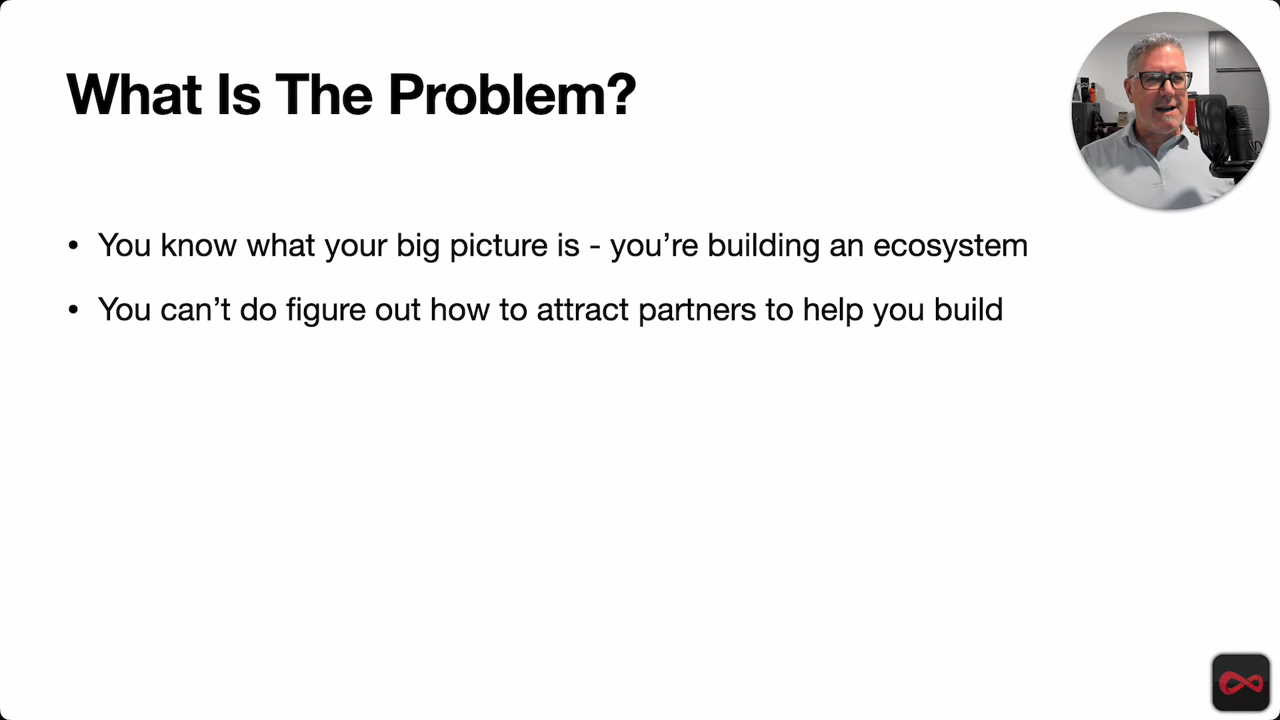 What Is The Problem?
• You know what your big picture is - you’re building an ecosystem
• You can’t do figure out how to attract partners to help you build